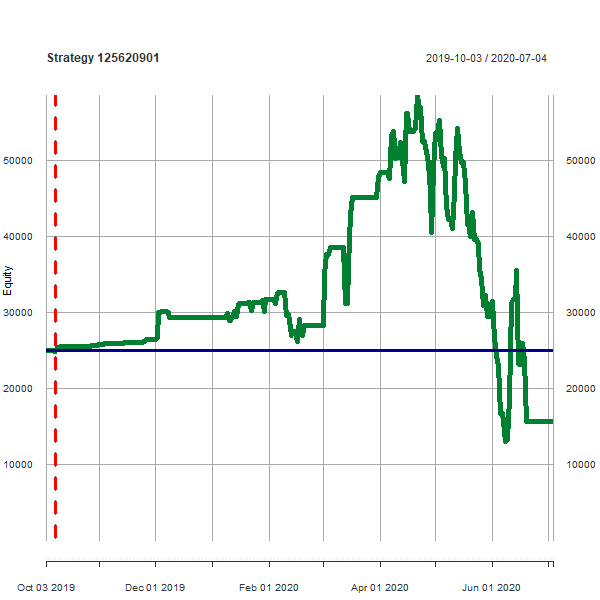 Strategy 125620901
2019-10-03 / 2020-07-04
50000
50000
40000
40000
Equity
30000
30000
20000
20000
10000
10000
Oct 03 2019
Dec 01 2019
Feb 01 2020
Apr 01 2020
Jun 01 2020